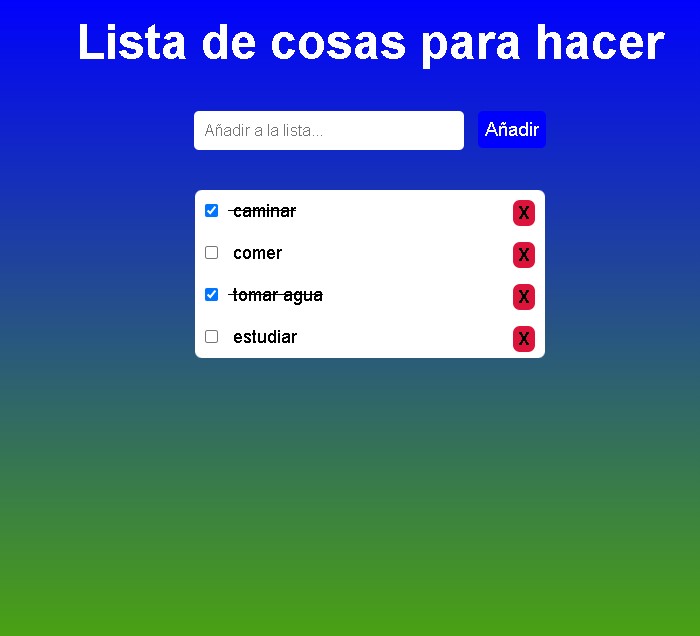 Lista de cosas para hacer
Añadir a la lista...
Añadir
caminar X
comer X
tomar agua X
estudiar X